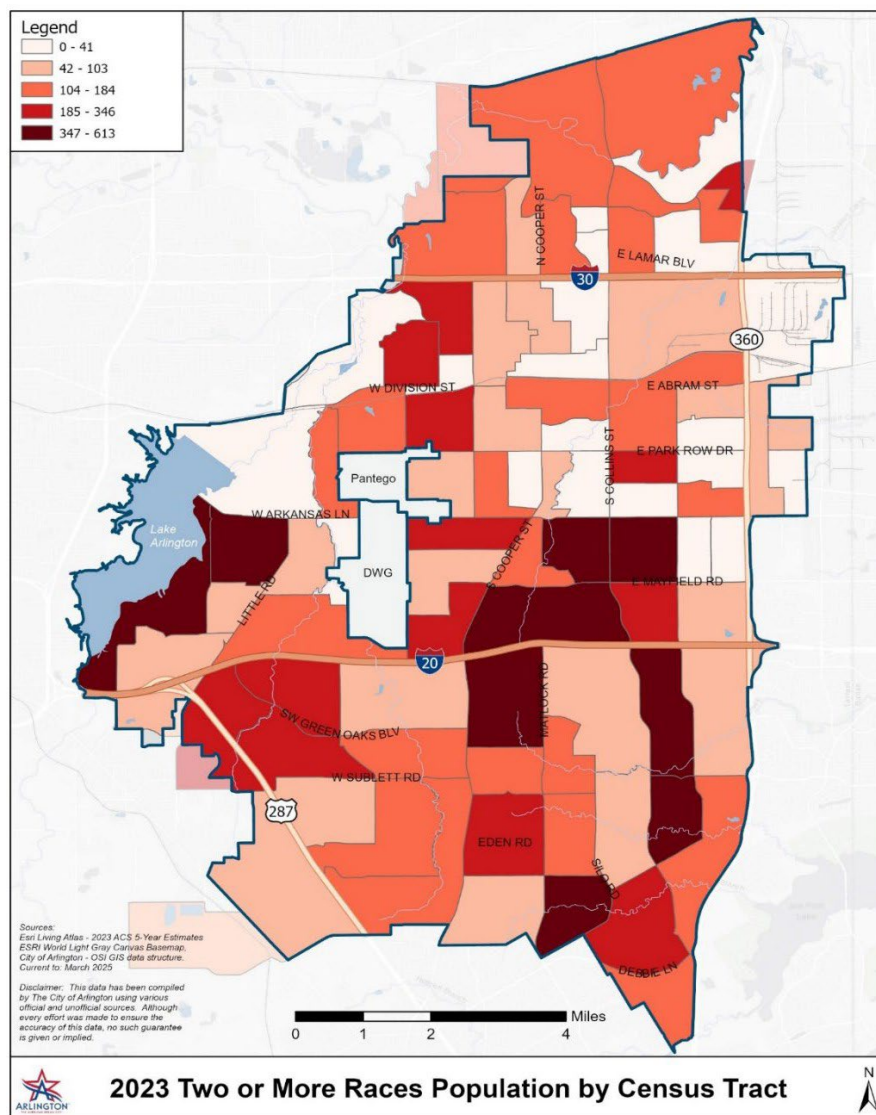 Legend
0 - 41
42 - 103
104 - 184
185 - 346
347 - 613
N COOPER ST
E LAMAR BLV
30
360
W DIVISION ST
E ABRAM ST
S COLLINS ST
E PARK ROW DR
Pantego
W ARKANSAS LN
Lake
Arlington
DWG
S COOPER ST
E MAYFIELD RD
LITTLE RD
20
MATLOCK RD
SW GREEN OAKS BLV
W SUBLETT RD
287
EDEN RD
SILO RD
DEBBIE LN
Sources:
Esri Living Atlas - 2023 ACS 5-Year Estimates
ESRI World Light Gray Canvas Basemap,
City of Arlington - OSI GIS data structure.
Current to: March 2025
Disclaimer: This data has been compiled
by The City of Arlington using various
official and unofficial sources. Although
every effort was made to ensure the
accuracy of this data, no such guarantee
is given or implied.
Miles
0 1 2 4
ARLINGTON
2023 Two or More Races Population by Census Tract
N